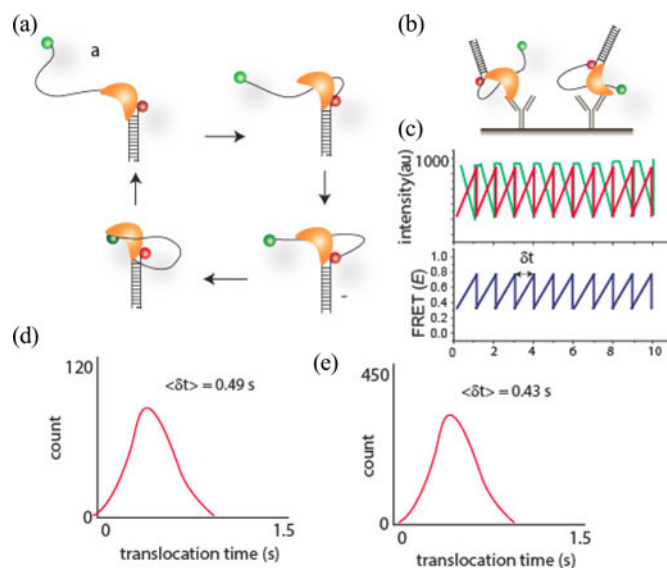 (a)
a
(b)
(c)
1000
intensity(au)
δt
1.0
0.8
0.6
0.4
0.2
0.0
FRET (E)
0 2 4 6 8 10
(d)
120
<δt> = 0.49 s
count
0
0 1.5
translocation time (s)
(e)
450
<δt> = 0.43 s
count
0
0 1.5
translocation time (s)